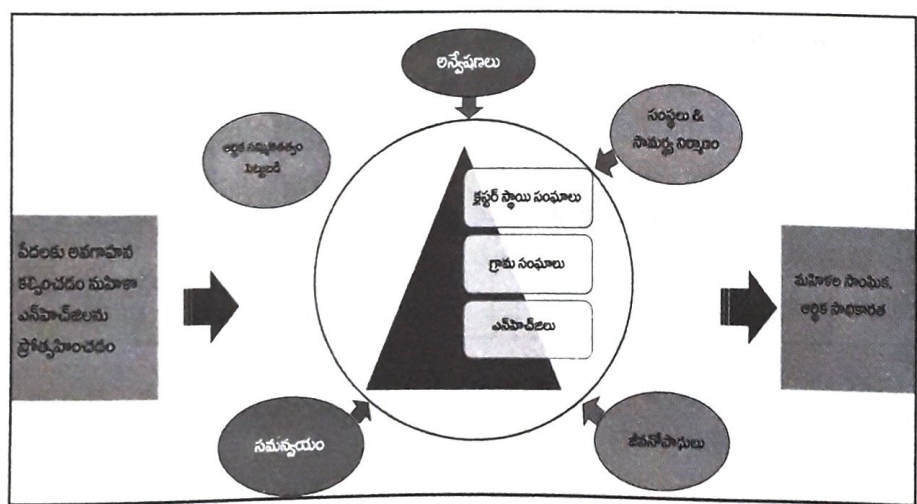 అన్వేషణలు
సంస్థలు &
సామర్థ్య నిర్మాణం
ఆర్థిక సమ్మిళితత్వం
పెట్టుబడి
క్లస్టర్ స్థాయి సంఘాలు
గ్రామ సంఘాలు
ఎస్‌హెచ్‌జిలు
పేదలకు అవగాహన
కల్పించడం మహిళా
ఎస్‌హెచ్‌జిలను
ప్రోత్సహించడం
మహిళల సాంఘిక,
ఆర్థిక సాధికారత
సమన్వయం
జీవనోపాధులు